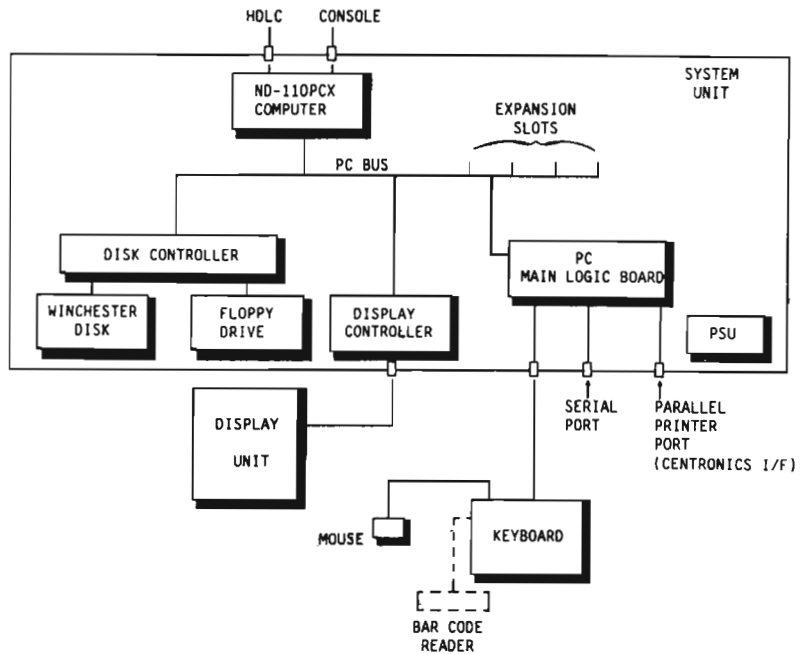 HDLC
CONSOLE
ND-110PCX
COMPUTER
SYSTEM
UNIT
EXPANSION
SLOTS
PC BUS
DISK CONTROLLER
PC
MAIN LOGIC BOARD
WINCHESTER
DISK
FLOPPY
DRIVE
DISPLAY
CONTROLLER
PSU
DISPLAY
UNIT
SERIAL
PORT
PARALLEL
PRINTER
PORT
(CENTRONICS I/F)
MOUSE
KEYBOARD
BAR CODE
READER